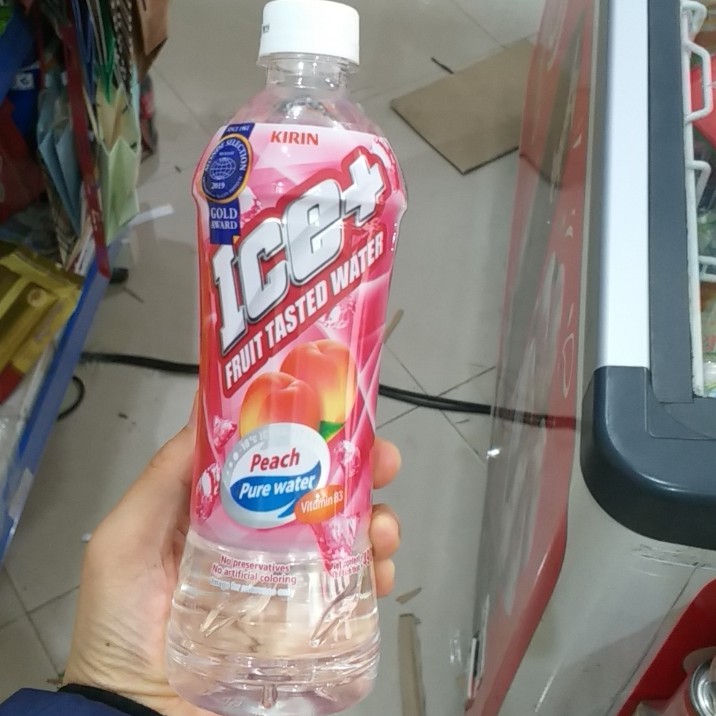 KIRIN
SINCE 1961
MONDE SELECTION
2019
GOLD
AWARD
Ice+
FRUIT TASTED WATER
Peach
Pure water
Vitamin B3
No preservatives
No artificial coloring